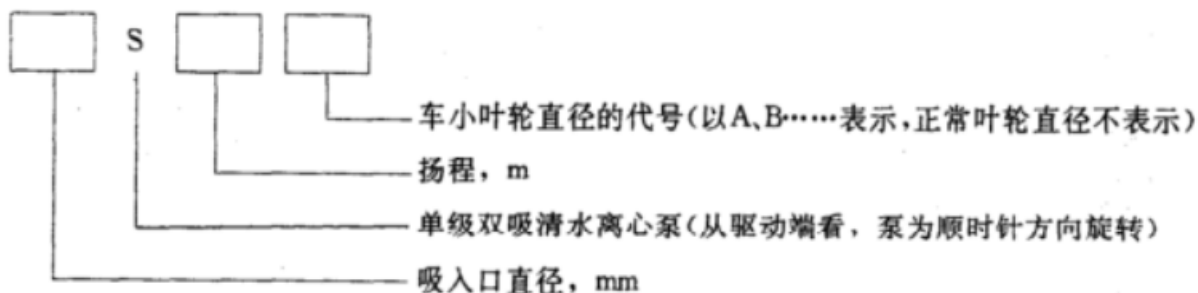 S
车小叶轮直径的代号(以A、B……表示,正常叶轮直径不表示)
扬程，m
单级双吸清水离心泵(从驱动端看，泵为顺时针方向旋转)
吸入口直径，mm